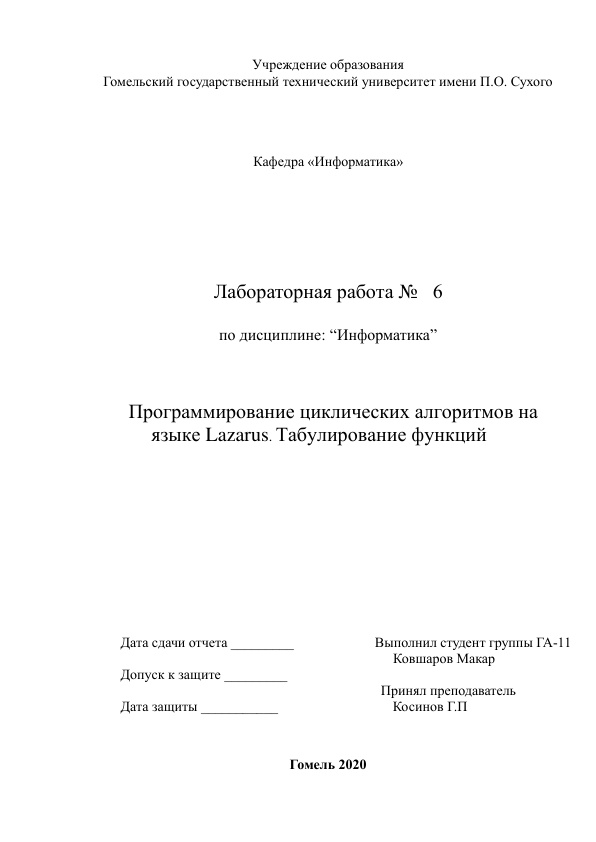 Учреждение образования
Гомельский государственный технический университет имени П.О. Сухого
Кафедра «Информатика»
Лабораторная работа №   6
по дисциплине: “Информатика”
Программирование циклических алгоритмов на
языке Lazarus. Табулирование функций
Дата сдачи отчета _________
Выполнил студент группы ГА-11
Ковшаров Макар
Допуск к защите _________
Принял преподаватель
Дата защиты ___________
Косинов Г.П
Гомель 2020